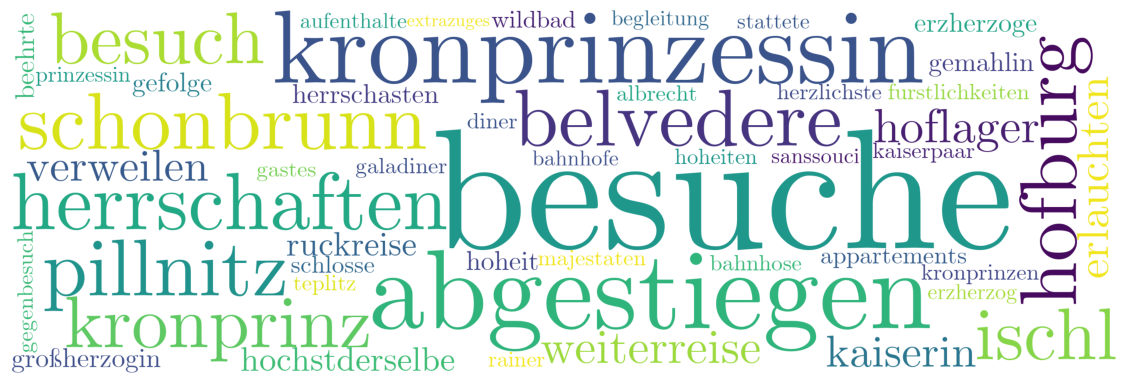 beehrte
besuch
aufenthalte
extrazuges
wildbad
begleitung
stattete
erzherzoge
kronprinzessin
gemahlin
prinzessin
gefolge
herrschasten
albrecht
herzlichste
furstlichkeiten
hofburg
erlauchten
schonbrunn
diner
belvedere
hoflager
verweilen
gastes
galadiner
bahnhofe
hoheiten
sanssouci
kaiserpaar
herrschaften
besuche
gegenbesuch
pillnitz
ruckreise
schlosse
teplitz
hoheit
majestaten
bahnhose
appartements
kronprinzen
erzherzog
abgestiegen
kronprinz
ischl
großherzogin
hochstderselbe
rainer
weiterreise
kaiserin